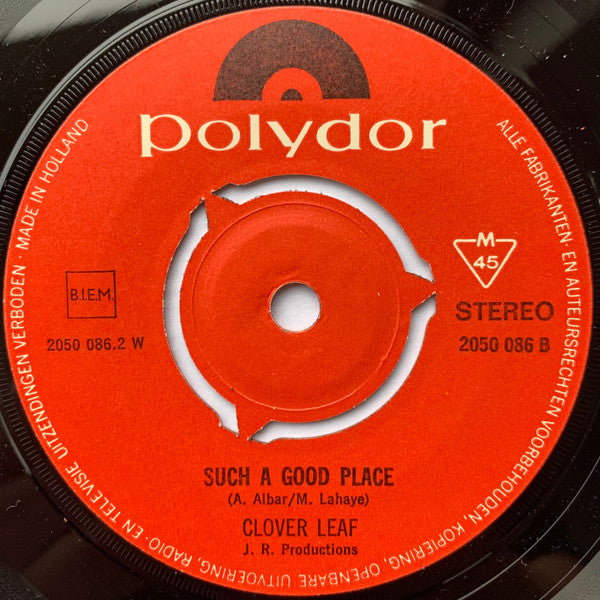 polydor
ALLE FABRIKANTEN- EN AUTEURSRECHTEN VOORBEHOUDEN, KOPIERING, OPENBARE UITVOERING, RADIO- EN TELEVISIE UITZENDINGEN VERBODEN · MADE IN HOLLAND
M
45
B.I.E.M.
STEREO
2050 086.2 W
2050 086 B
SUCH A GOOD PLACE
(A. Albar/M. Lahaye)
CLOVER LEAF
J. R. Productions